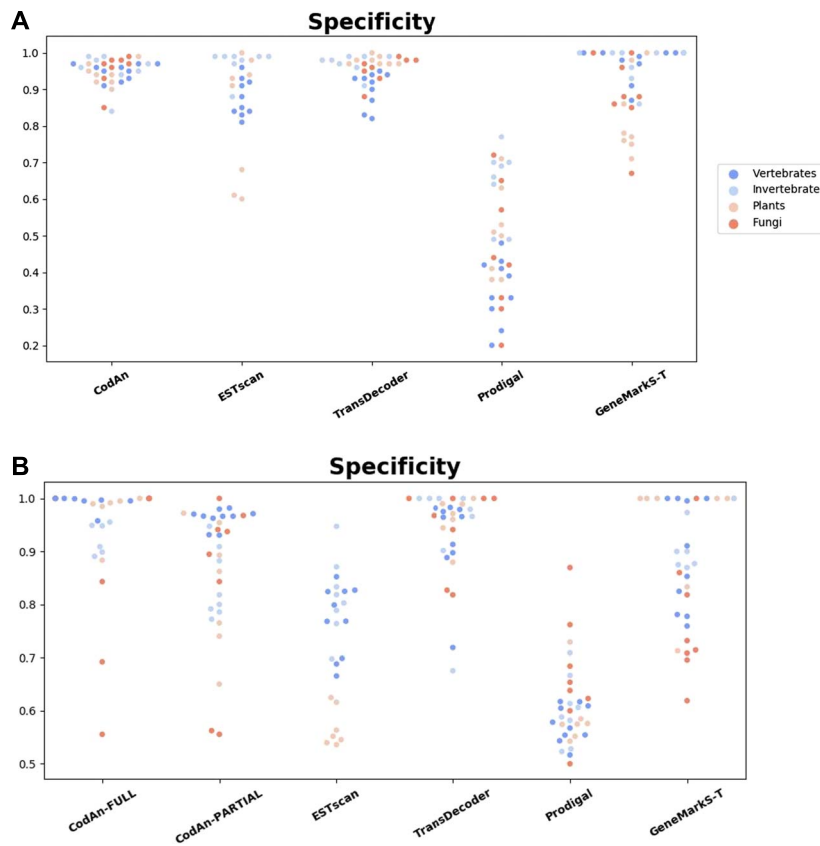 A
Specificity
1.0
0.9
0.8
0.7
0.6
0.5
0.4
0.3
0.2
CodAn
ESTscan
TransDecoder
Prodigal
GeneMarkS-T
Vertebrates
Invertebrate
Plants
Fungi
B
Specificity
1.0
0.9
0.8
0.7
0.6
0.5
CodAn-FULL
CodAn-PARTIAL
ESTscan
TransDecoder
Prodigal
GeneMarkS-T